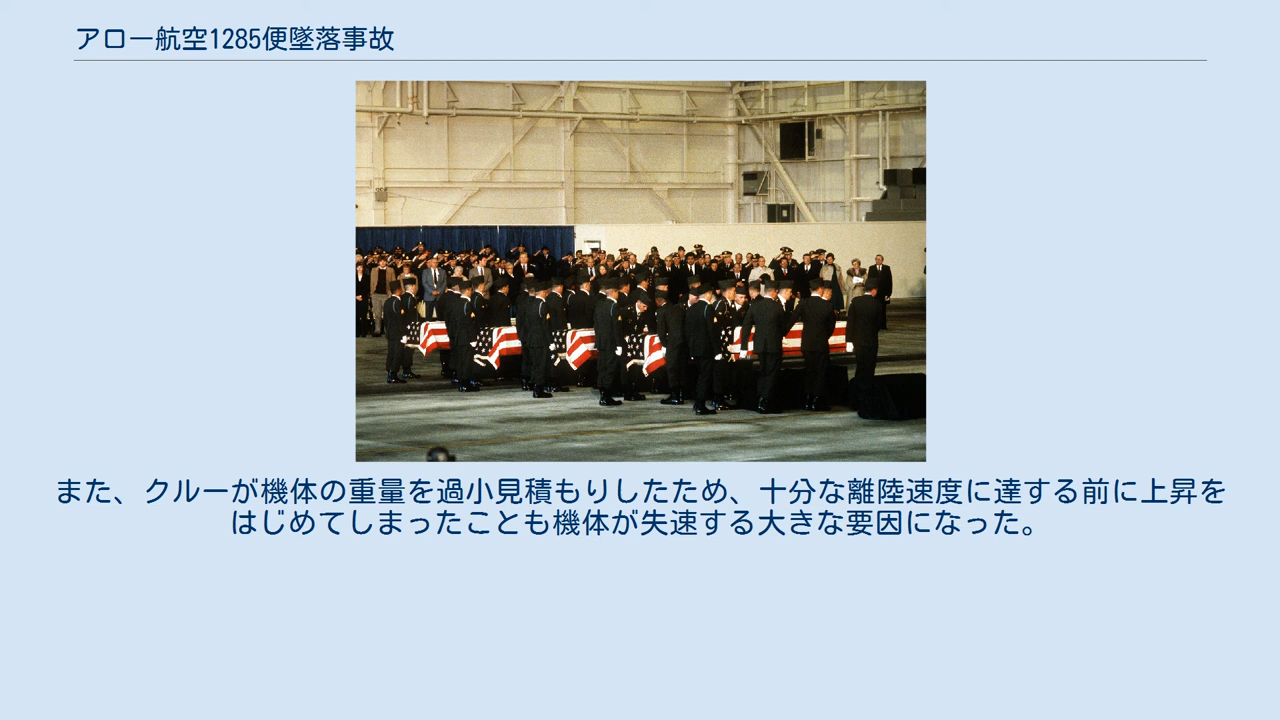 アロー航空1285便墜落事故
また、クルーが機体の重量を過小見積もりしたため、十分な離陸速度に達する前に上昇を
はじめてしまったことも機体が失速する大きな要因になった。